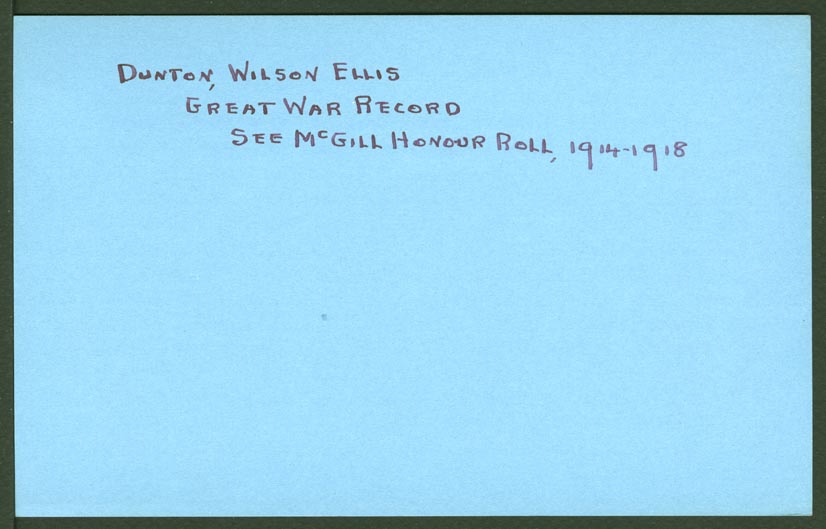 Dunton, Wilson Ellis
Great War Record
See McGill Honour Roll, 1914-1918